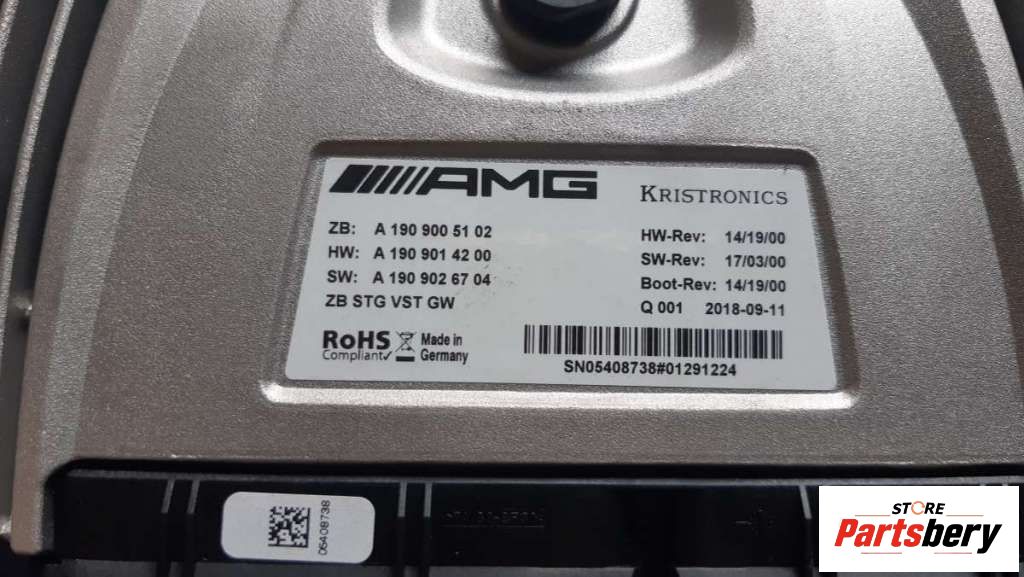 AMG
KRISTRONICS
ZB: A 190 900 51 02
HW: A 190 901 42 00
SW: A 190 902 67 04
ZB STG VST GW
HW-Rev: 14/19/00
SW-Rev: 17/03/00
Boot-Rev: 14/19/00
Q 001 2018-09-11
RoHS
Compliant
Made in
Germany
SN05408738#01291224
05408738
STORE
Partsbery